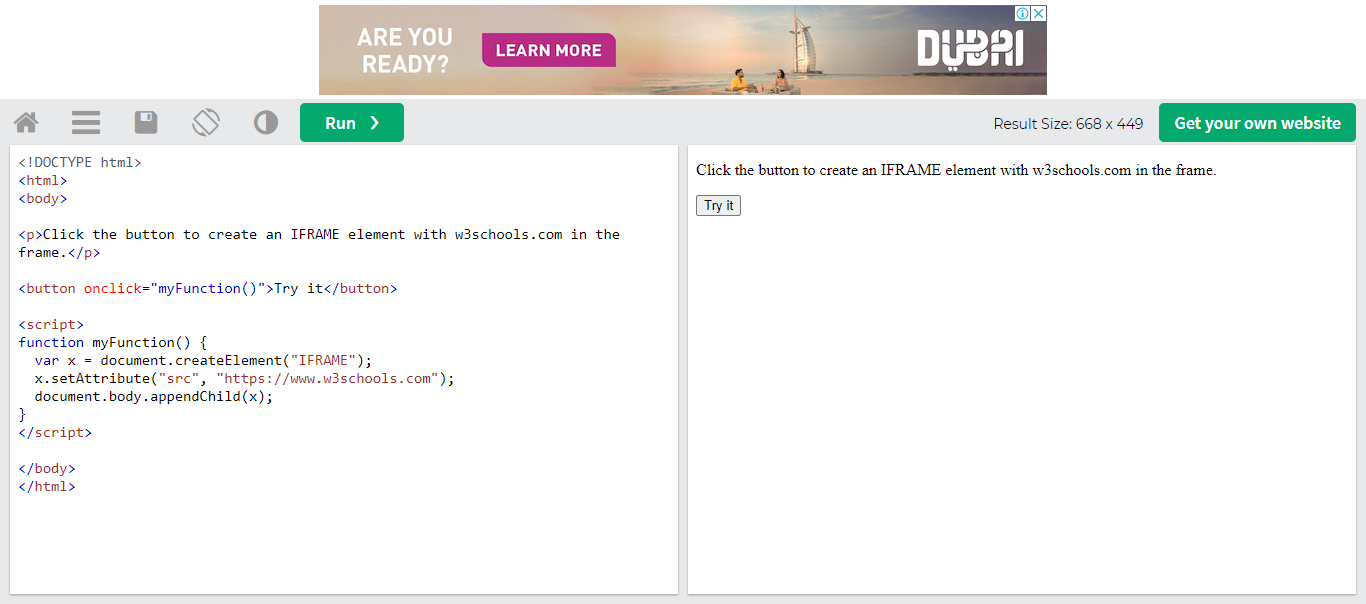 ARE YOU
READY?
LEARN MORE
DUBAI
Run ❯
Result Size: 668 x 449
Get your own website
<!DOCTYPE html>
<html>
<body>
<p>Click the button to create an IFRAME element with w3schools.com in the
frame.</p>
<button onclick="myFunction()">Try it</button>
<script>
function myFunction() {
  var x = document.createElement("IFRAME");
  x.setAttribute("src", "https://www.w3schools.com");
  document.body.appendChild(x);
}
</script>
</body>
</html>
Click the button to create an IFRAME element with w3schools.com in the frame.
Try it